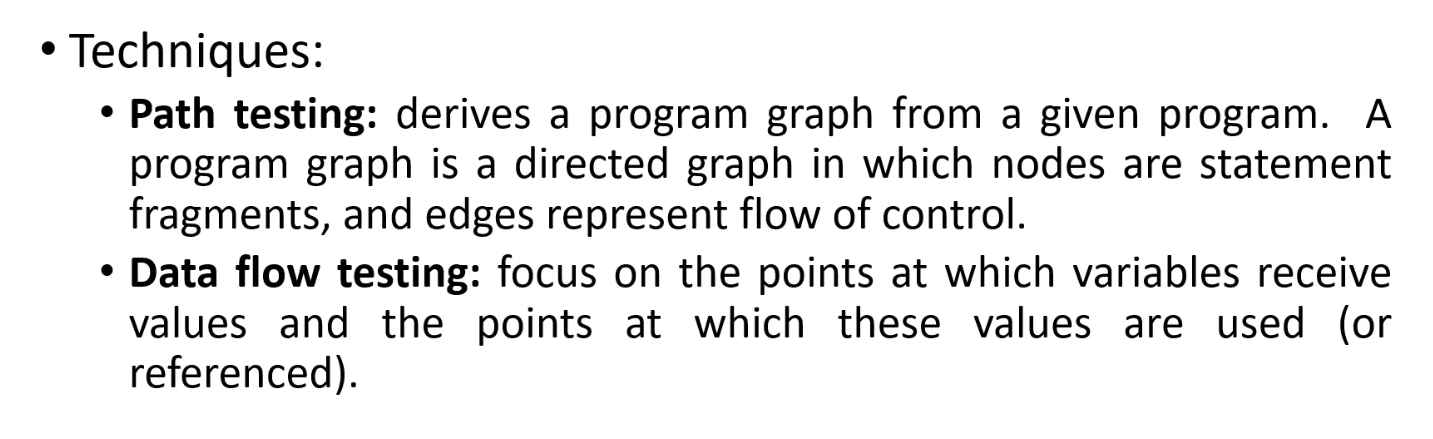 • Techniques:
• Path testing: derives a program graph from a given program. A
program graph is a directed graph in which nodes are statement
fragments, and edges represent flow of control.
• Data flow testing: focus on the points at which variables receive
values and the points at which these values are used (or
referenced).